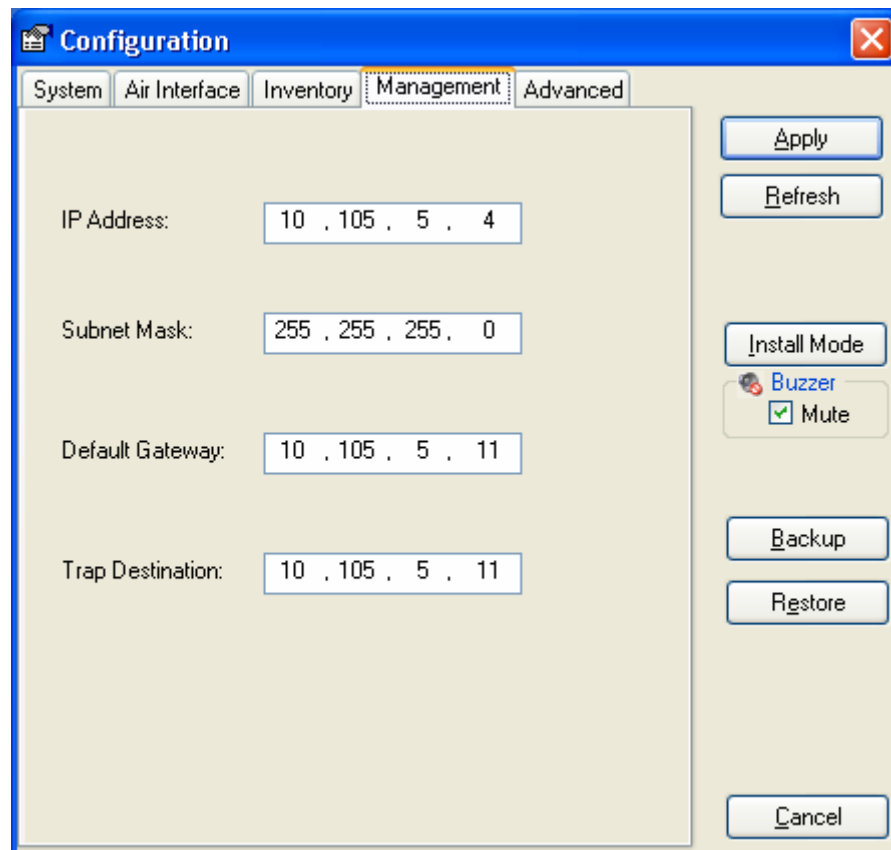 Configuration
System Air Interface Inventory Management Advanced
IP Address: 10 , 105 , 5 , 4
Subnet Mask: 255 , 255 , 255 , 0
Default Gateway: 10 , 105 , 5 , 11
Trap Destination: 10 , 105 , 5 , 11
Apply
Refresh
Install Mode
Buzzer
Mute
Backup
Restore
Cancel